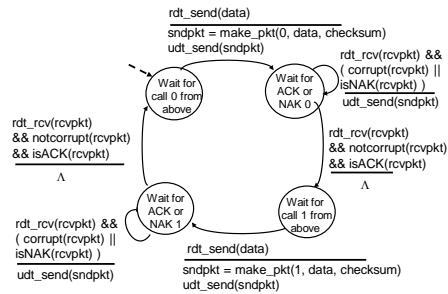 rdt_send(data)
sndpkt = make_pkt(0, data, checksum)
udt_send(sndpkt)
Wait for
call 0 from
above
Wait for
ACK or
NAK 0
rdt_rcv(rcvpkt) &&
( corrupt(rcvpkt) ||
isNAK(rcvpkt) )
udt_send(sndpkt)
rdt_rcv(rcvpkt)
&& notcorrupt(rcvpkt)
&& isACK(rcvpkt)
Λ
rdt_rcv(rcvpkt)
&& notcorrupt(rcvpkt)
&& isACK(rcvpkt)
Λ
Wait for
ACK or
NAK 1
Wait for
call 1 from
above
rdt_rcv(rcvpkt) &&
( corrupt(rcvpkt) ||
isNAK(rcvpkt) )
udt_send(sndpkt)
rdt_send(data)
sndpkt = make_pkt(1, data, checksum)
udt_send(sndpkt)